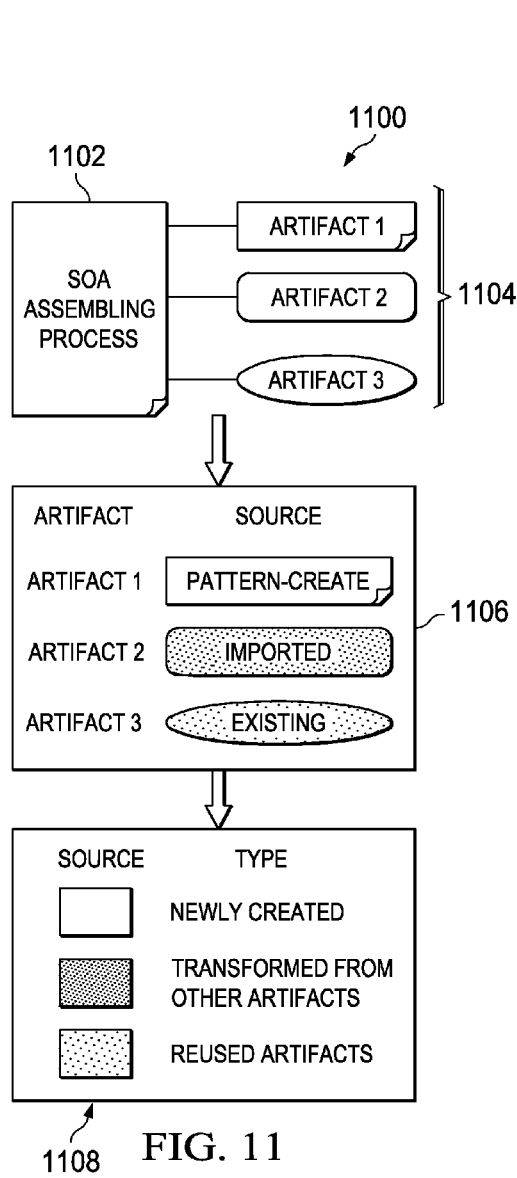 1100
1102
SOA
ASSEMBLING
PROCESS
ARTIFACT 1
ARTIFACT 2
ARTIFACT 3
1104
ARTIFACT SOURCE
ARTIFACT 1 PATTERN-CREATE
ARTIFACT 2 IMPORTED
ARTIFACT 3 EXISTING
1106
SOURCE TYPE
NEWLY CREATED
TRANSFORMED FROM
OTHER ARTIFACTS
REUSED ARTIFACTS
1108
FIG. 11